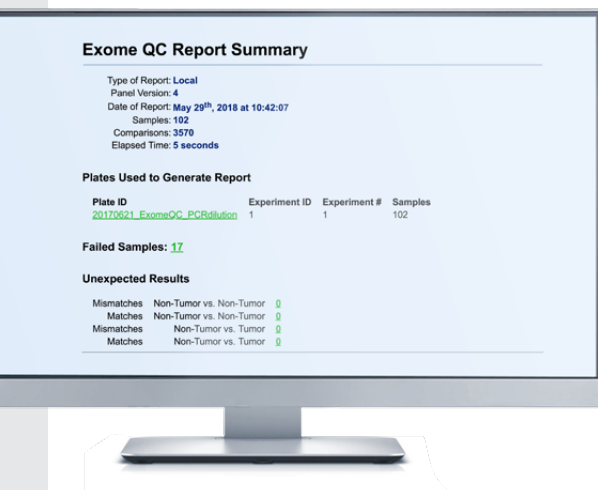 Exome QC Report Summary
Type of Report: Local
Panel Version: 4
Date of Report: May 29th, 2018 at 10:42:07
Samples: 102
Comparisons: 3570
Elapsed Time: 5 seconds
Plates Used to Generate Report
Plate ID Experiment ID Experiment # Samples
20170621_ExomeQC_PCRdilution 1 1 102
Failed Samples: 17
Unexpected Results
Mismatches Non-Tumor vs. Non-Tumor 0
Matches Non-Tumor vs. Non-Tumor 0
Mismatches Non-Tumor vs. Tumor 0
Matches Non-Tumor vs. Tumor 0